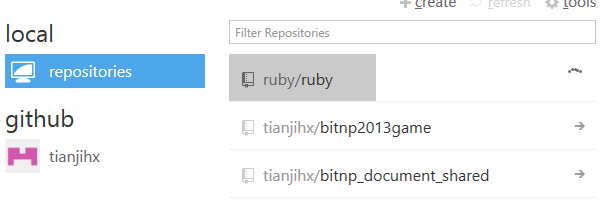 create refresh tools
local
repositories
github
tianjihx
Filter Repositories
ruby/ruby
tianjihx/bitnp2013game
tianjihx/bitnp_document_shared